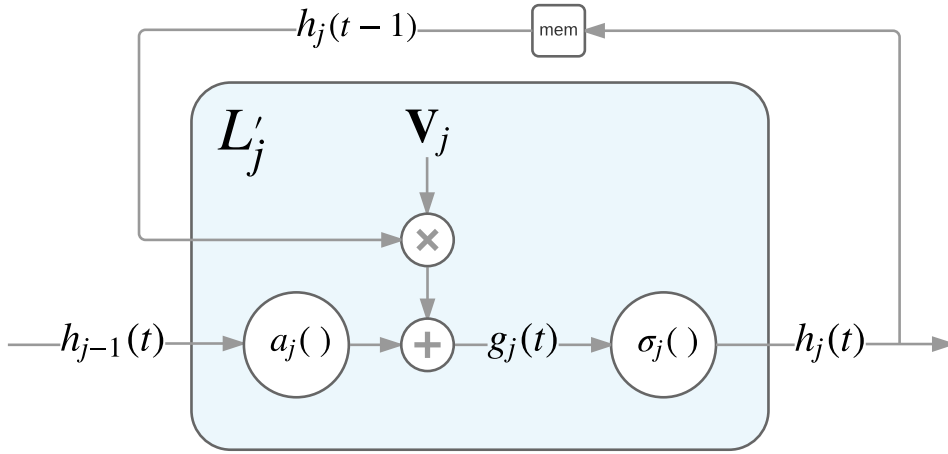 h_j(t − 1)
mem
L'_j
V_j
×
h_{j−1}(t)
a_j( )
+
g_j(t)
σ_j( )
h_j(t)